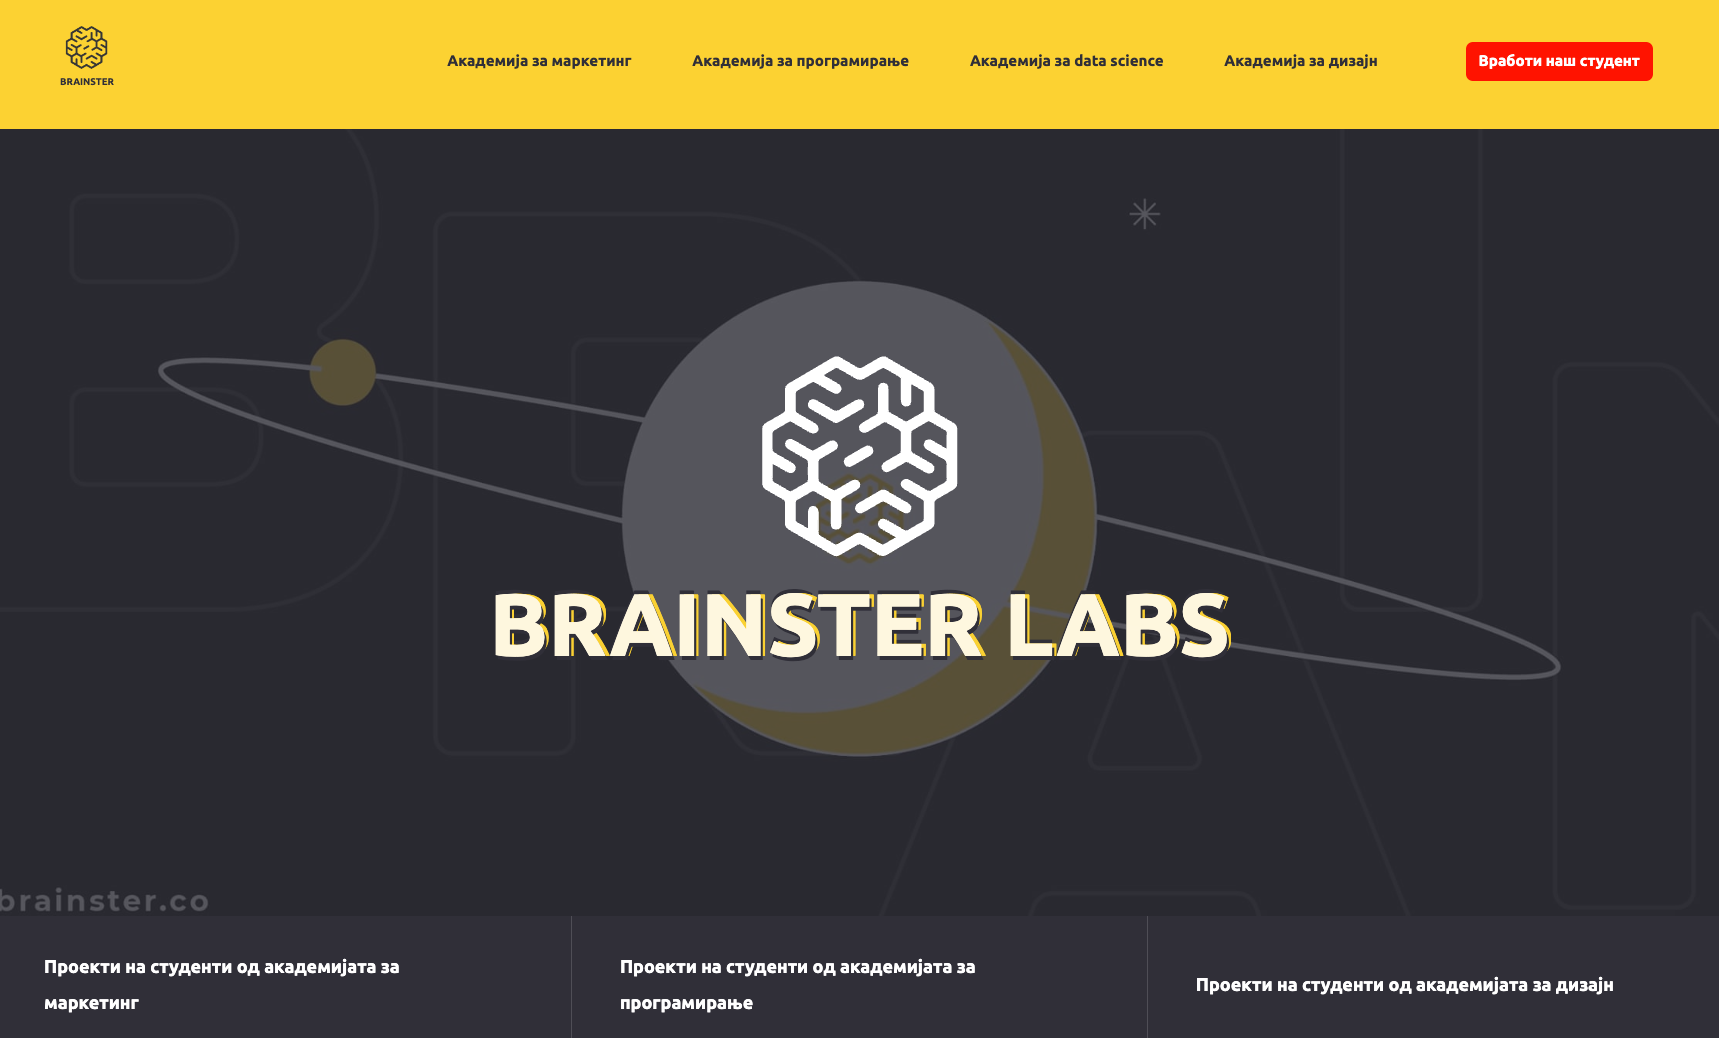 BRAINSTER
Академија за маркетинг
Академија за програмирање
Академија за data science
Академија за дизајн
Вработи наш студент
BRAINSTER LABS
brainster.co
Проекти на студенти од академијата за
маркетинг
Проекти на студенти од академијата за
програмирање
Проекти на студенти од академијата за дизајн